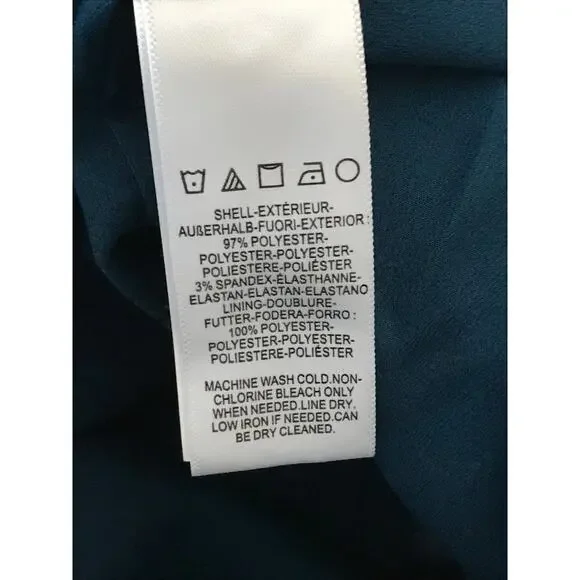 SHELL-EXTÉRIEUR-
AUßERHALB-FUORI-EXTERIOR:
97% POLYESTER-
POLYESTER-POLYESTER-
POLIESTERE-POLIÉSTER
3% SPANDEX-ÉLASTHANNE-
ELASTAN-ELASTAN-ELASTANO
LINING-DOUBLURE-
FUTTER-FODERA-FORRO:
100% POLYESTER-
POLYESTER-POLYESTER-
POLIESTERE-POLIÉSTER
MACHINE WASH COLD.NON-
CHLORINE BLEACH ONLY
WHEN NEEDED.LINE DRY.
LOW IRON IF NEEDED.CAN
BE DRY CLEANED.